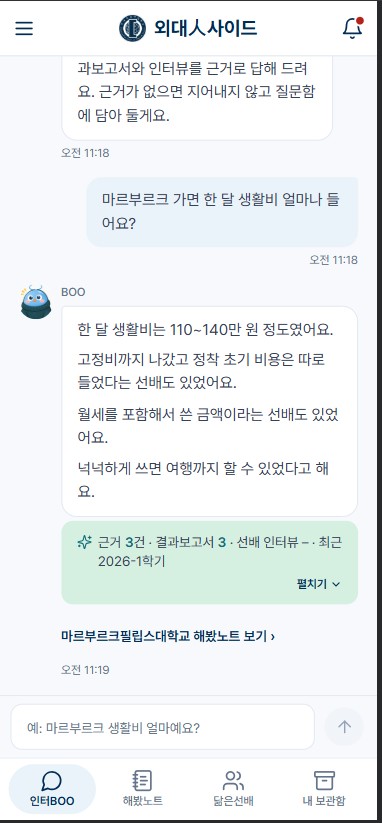 외대人사이드
과보고서와 인터뷰를 근거로 답해 드려
요. 근거가 없으면 지어내지 않고 질문함
에 담아 둘게요.
오전 11:18
마르부르크 가면 한 달 생활비 얼마나 들
어요?
오전 11:18
BOO
한 달 생활비는 110~140만 원 정도였어요.
고정비까지 나갔고 정착 초기 비용은 따로
들었다는 선배도 있었어요.
월세를 포함해서 쓴 금액이라는 선배도 있었
어요.
넉넉하게 쓰면 여행까지 할 수 있었다고 해
요.
근거 3건 · 결과보고서 3 · 선배 인터뷰 – · 최근
2026-1학기
펼치기
마르부르크필립스대학교 해봤노트 보기 ›
오전 11:19
예: 마르부르크 생활비 얼마예요?
인터BOO
해봤노트
닮은선배
내 보관함